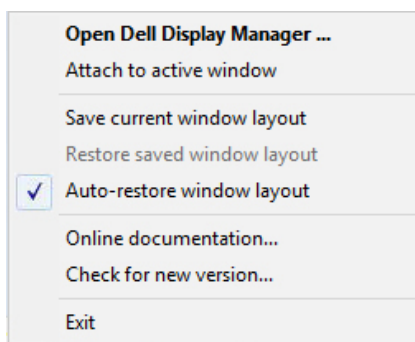 Open Dell Display Manager ...
Attach to active window
Save current window layout
Restore saved window layout
Auto-restore window layout
Online documentation...
Check for new version...
Exit